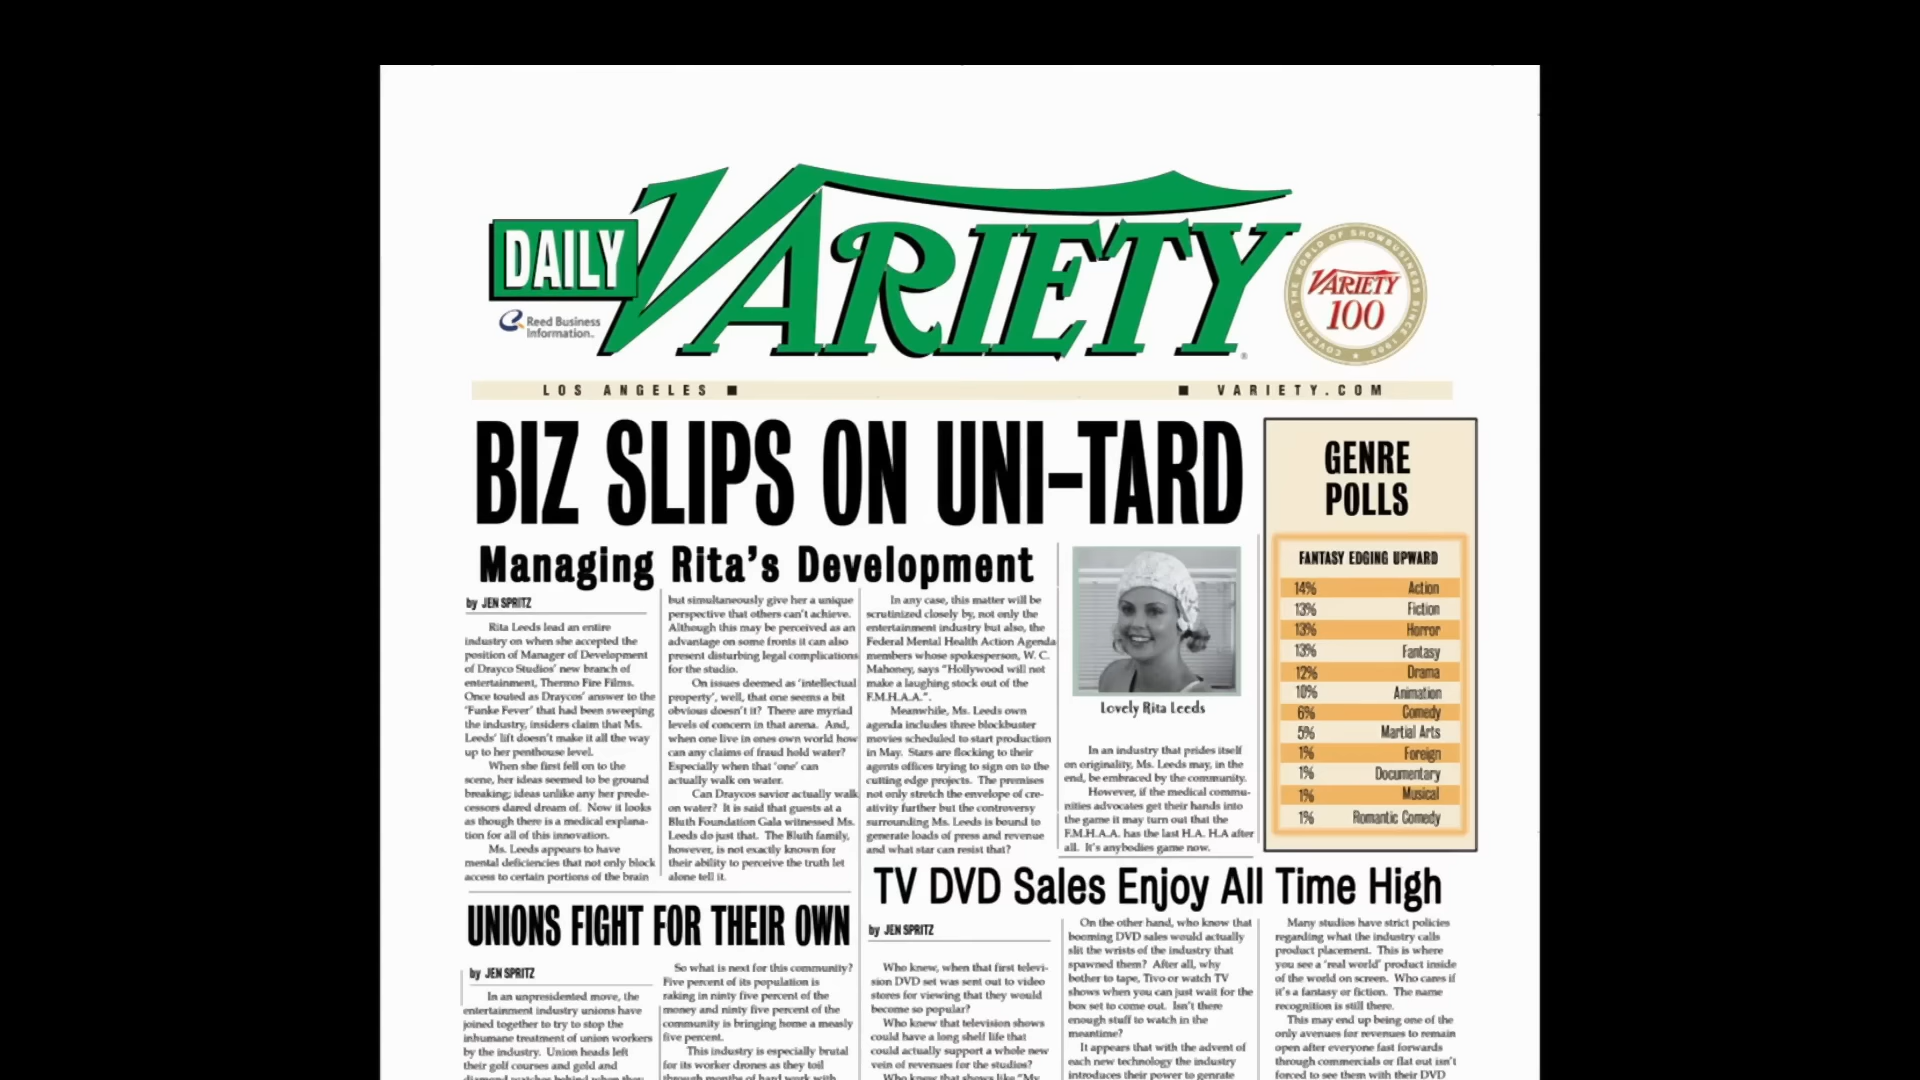 DAILY VARIETY
Reed Business
Information.
®
COVERING THE WORLD OF SHOWBUSINESS SINCE 1905
VARIETY
100
LOS ANGELES ■
■ VARIETY.COM
BIZ SLIPS ON UNI-TARD
Managing Rita's Development
by JEN SPRITZ
Rita Leeds lead an entire
industry on when she accepted the
position of Manager of Development
of Drayco Studios' new branch of
entertainment, Thermo Fire Films.
Once touted as Draycos' answer to the
'Funke Fever' that had been sweeping
the industry, insiders claim that Ms.
Leeds' lift doesn't make it all the way
up to her penthouse level.
When she first fell on to the
scene, her ideas seemed to be ground
breaking; ideas unlike any her prede-
cessors dared dream of. Now it looks
as though there is a medical explana-
tion for all of this innovation.
Ms. Leeds appears to have
mental deficiencies that not only block
access to certain portions of the brain
but simultaneously give her a unique
perspective that others can't achieve.
Although this may be perceived as an
advantage on some fronts it can also
present disturbing legal complications
for the studio.
On issues deemed as 'intellectual
property', well, that one seems a bit
obvious doesn't it? There are myriad
levels of concern in that arena. And,
when one live in ones own world how
can any claims of fraud hold water?
Especially when that 'one' can
actually walk on water.
Can Draycos savior actually walk
on water? It is said that guests at a
Bluth Foundation Gala witnessed Ms.
Leeds do just that. The Bluth family,
however, is not exactly known for
their ability to perceive the truth let
alone tell it.
In any case, this matter will be
scrutinized closely by, not only the
entertainment industry but also, the
Federal Mental Health Action Agenda
members whose spokesperson, W. C.
Mahoney, says "Hollywood will not
make a laughing stock out of the
F.M.H.A.A.".
Meanwhile, Ms. Leeds own
agenda includes three blockbuster
movies scheduled to start production
in May. Stars are flocking to their
agents offices trying to sign on to the
cutting edge projects. The premises
not only stretch the envelope of cre-
ativity further but the controversy
surrounding Ms. Leeds is bound to
generate loads of press and revenue
and what star can resist that?
Lovely Rita Leeds
In an industry that prides itself
on originality, Ms. Leeds may, in the
end, be embraced by the community.
However, if the medical commu-
nities advocates get their hands into
the game it may turn out that the
F.M.H.A.A. has the last H.A. H.A after
all. It's anybodies game now.
GENRE
POLLS
FANTASY EDGING UPWARD
14% Action
13% Fiction
13% Horror
13% Fantasy
12% Drama
10% Animation
6% Comedy
5% Martial Arts
1% Foreign
1% Documentary
1% Musical
1% Romantic Comedy
UNIONS FIGHT FOR THEIR OWN
by JEN SPRITZ
In an unpresidented move, the
entertainment industry unions have
joined together to try to stop the
inhumane treatment of union workers
by the industry. Union heads left
their golf courses and gold and
diamond watches behind when they
So what is next for this community?
Five percent of its population is
raking in ninty five percent of the
money and ninty five percent of the
community is bringing home a measly
five percent.
This industry is especially brutal
for its worker drones as they toil
through months of hard work with
TV DVD Sales Enjoy All Time High
by JEN SPRITZ
Who knew, when that first televi-
sion DVD set was sent out to video
stores for viewing that they would
become so popular?
Who knew that television shows
could have a long shelf life that
could actually support a whole new
vein of revenues for the studios?
Who knew that shows like "My
On the other hand, who know that
booming DVD sales would actually
slit the wrists of the industry that
spawned them? After all, why
bother to tape, Tivo or watch TV
shows when you can just wait for the
box set to come out. Isn't there
enough stuff to watch in the
meantime?
It appears that with the advent of
each new technology the industry
introduces their power to genrate
Many studios have strict policies
regarding what the industry calls
product placement. This is where
you see a 'real world' product inside
of the world on screen. Who cares if
it's a fantasy or fiction. The name
recognition is still there.
This may end up being one of the
only avenues for revenues to remain
open after everyone fast forwards
through commercials or flat out isn't
forced to see them with their DVD